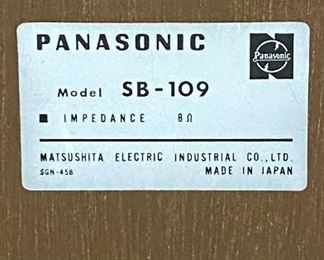 PANASONIC
Panasonic
Model SB-109
■ IMPEDANCE 8Ω
MATSUSHITA ELECTRIC INDUSTRIAL CO., LTD.
SGN-458 MADE IN JAPAN